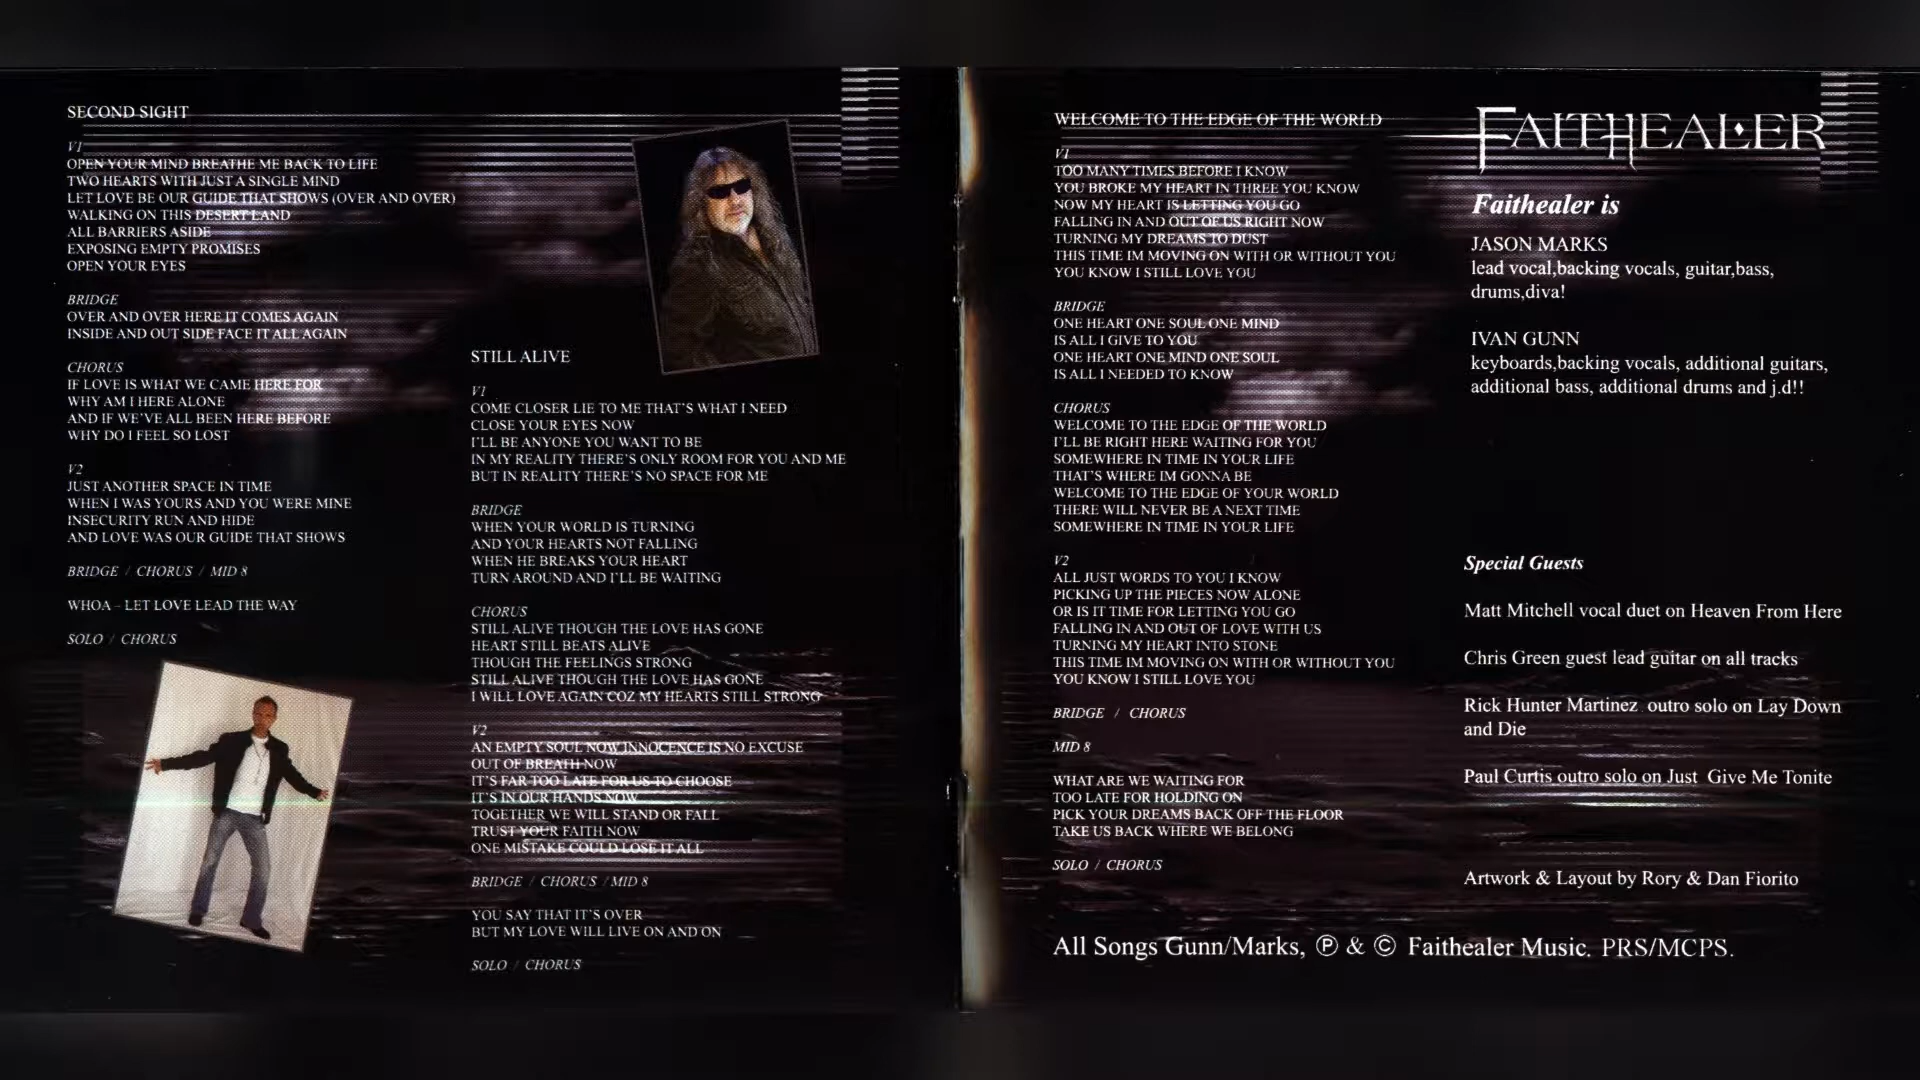 SECOND SIGHT
V1
OPEN YOUR MIND BREATHE ME BACK TO LIFE
TWO HEARTS WITH JUST A SINGLE MIND
LET LOVE BE OUR GUIDE THAT SHOWS (OVER AND OVER)
WALKING ON THIS DESERT LAND
ALL BARRIERS ASIDE
EXPOSING EMPTY PROMISES
OPEN YOUR EYES
BRIDGE
OVER AND OVER HERE IT COMES AGAIN
INSIDE AND OUT SIDE FACE IT ALL AGAIN
CHORUS
IF LOVE IS WHAT WE CAME HERE FOR
WHY AM I HERE ALONE
AND IF WE'VE ALL BEEN HERE BEFORE
WHY DO I FEEL SO LOST
V2
JUST ANOTHER SPACE IN TIME
WHEN I WAS YOURS AND YOU WERE MINE
INSECURITY RUN AND HIDE
AND LOVE WAS OUR GUIDE THAT SHOWS
BRIDGE / CHORUS / MID 8
WHOA - LET LOVE LEAD THE WAY
SOLO / CHORUS
STILL ALIVE
V1
COME CLOSER LIE TO ME THAT'S WHAT I NEED
CLOSE YOUR EYES NOW
I'LL BE ANYONE YOU WANT TO BE
IN MY REALITY THERE'S ONLY ROOM FOR YOU AND ME
BUT IN REALITY THERE'S NO SPACE FOR ME
BRIDGE
WHEN YOUR WORLD IS TURNING
AND YOUR HEARTS NOT FALLING
WHEN HE BREAKS YOUR HEART
TURN AROUND AND I'LL BE WAITING
CHORUS
STILL ALIVE THOUGH THE LOVE HAS GONE
HEART STILL BEATS ALIVE
THOUGH THE FEELINGS STRONG
STILL ALIVE THOUGH THE LOVE HAS GONE
I WILL LOVE AGAIN COZ MY HEARTS STILL STRONG
V2
AN EMPTY SOUL NOW INNOCENCE IS NO EXCUSE
OUT OF BREATH NOW
IT'S FAR TOO LATE FOR US TO CHOOSE
IT'S IN OUR HANDS NOW
TOGETHER WE WILL STAND OR FALL
TRUST YOUR FAITH NOW
ONE MISTAKE COULD LOSE IT ALL
BRIDGE / CHORUS / MID 8
YOU SAY THAT IT'S OVER
BUT MY LOVE WILL LIVE ON AND ON
SOLO / CHORUS
WELCOME TO THE EDGE OF THE WORLD
V1
TOO MANY TIMES BEFORE I KNOW
YOU BROKE MY HEART IN THREE YOU KNOW
NOW MY HEART IS LETTING YOU GO
FALLING IN AND OUT OF US RIGHT NOW
TURNING MY DREAMS TO DUST
THIS TIME IM MOVING ON WITH OR WITHOUT YOU
YOU KNOW I STILL LOVE YOU
BRIDGE
ONE HEART ONE SOUL ONE MIND
IS ALL I GIVE TO YOU
ONE HEART ONE MIND ONE SOUL
IS ALL I NEEDED TO KNOW
CHORUS
WELCOME TO THE EDGE OF THE WORLD
I'LL BE RIGHT HERE WAITING FOR YOU
SOMEWHERE IN TIME IN YOUR LIFE
THAT'S WHERE IM GONNA BE
WELCOME TO THE EDGE OF YOUR WORLD
THERE WILL NEVER BE A NEXT TIME
SOMEWHERE IN TIME IN YOUR LIFE
V2
ALL JUST WORDS TO YOU I KNOW
PICKING UP THE PIECES NOW ALONE
OR IS IT TIME FOR LETTING YOU GO
FALLING IN AND OUT OF LOVE WITH US
TURNING MY HEART INTO STONE
THIS TIME IM MOVING ON WITH OR WITHOUT YOU
YOU KNOW I STILL LOVE YOU
BRIDGE / CHORUS
MID 8
WHAT ARE WE WAITING FOR
TOO LATE FOR HOLDING ON
PICK YOUR DREAMS BACK OFF THE FLOOR
TAKE US BACK WHERE WE BELONG
SOLO / CHORUS
FAITHEALER
Faithealer is
JASON MARKS
lead vocal,backing vocals, guitar,bass,
drums,diva!
IVAN GUNN
keyboards,backing vocals, additional guitars,
additional bass, additional drums and j.d!!
Special Guests
Matt Mitchell vocal duet on Heaven From Here
Chris Green guest lead guitar on all tracks
Rick Hunter Martinez outro solo on Lay Down
and Die
Paul Curtis outro solo on Just Give Me Tonite
Artwork & Layout by Rory & Dan Fiorito
All Songs Gunn/Marks, ℗ & © Faithealer Music. PRS/MCPS.